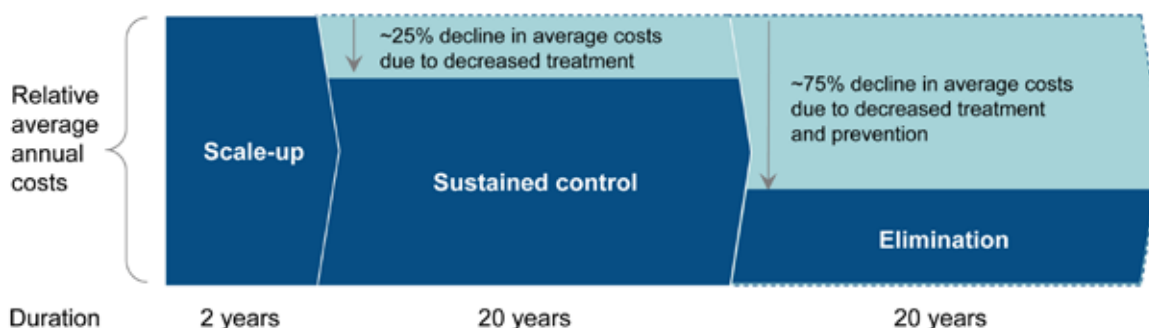 Relative
average
annual
costs
Scale-up
~25% decline in average costs
due to decreased treatment
Sustained control
~75% decline in average costs
due to decreased treatment
and prevention
Elimination
Duration 2 years 20 years 20 years